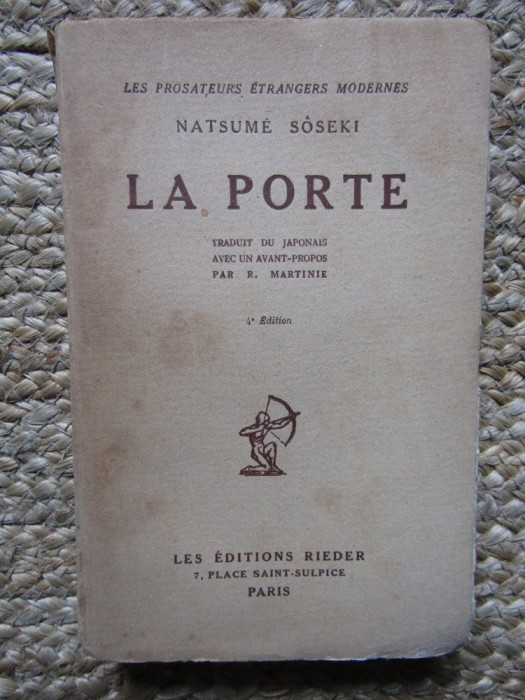 LES PROSATEURS ÉTRANGERS MODERNES
NATSUMÉ SÔSEKI
LA PORTE
TRADUIT DU JAPONAIS
AVEC UN AVANT-PROPOS
PAR R. MARTINIE
4e Édition
LES ÉDITIONS RIEDER
7, PLACE SAINT-SULPICE
PARIS